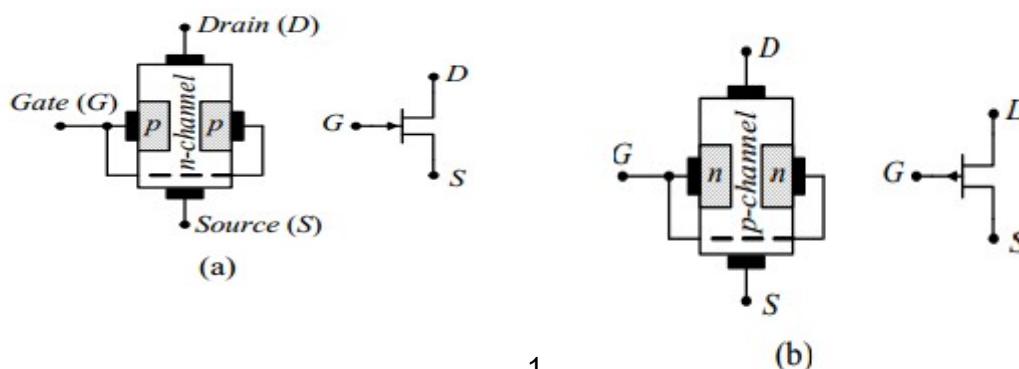 Drain (D)
Gate (G)
p
n-channel
p
Source (S)
(a)
D
G
S
D
G
n
p-channel
n
S
(b)
D
G
S
1